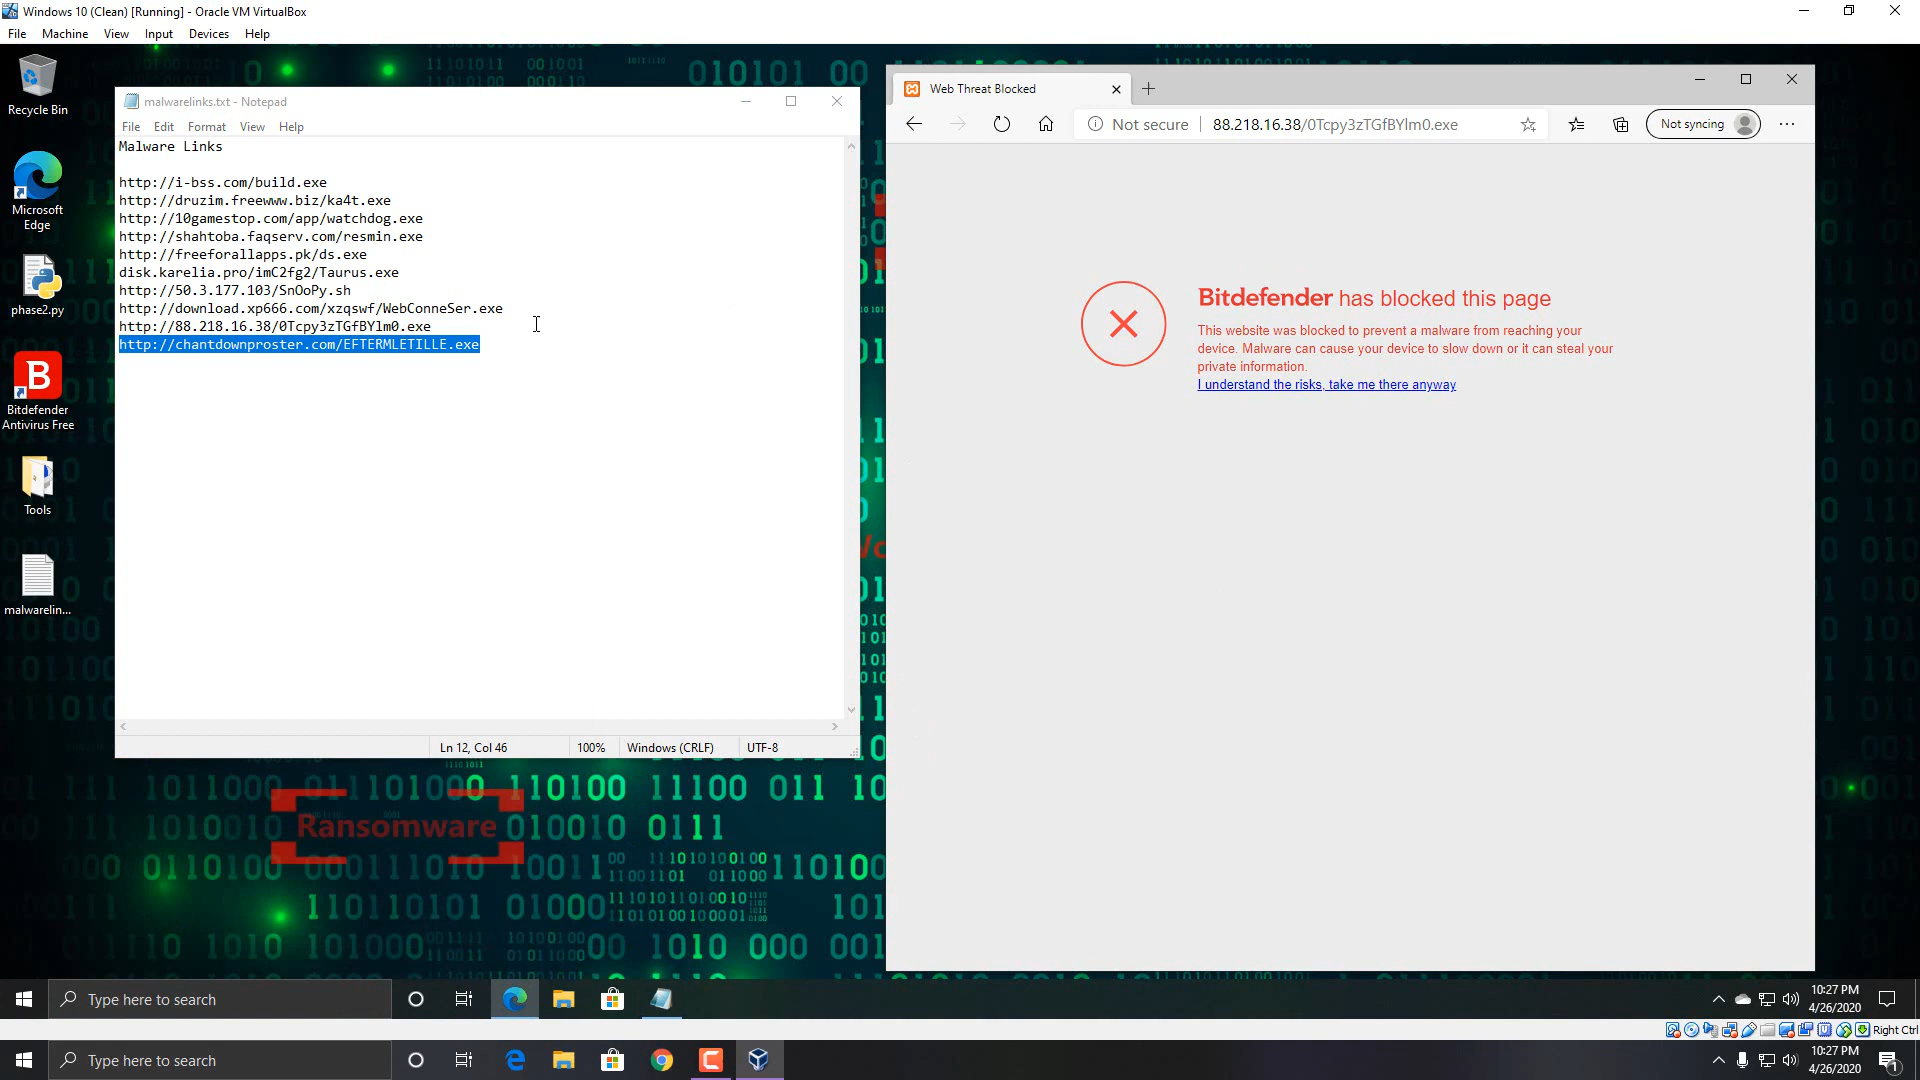 Windows 10 (Clean) [Running] - Oracle VM VirtualBox
File Machine View Input Devices Help
Recycle Bin
Microsoft
Edge
phase2.py
Bitdefender
Antivirus Free
Tools
malwarelin...
malwarelinks.txt - Notepad
File Edit Format View Help
Malware Links
http://i-bss.com/build.exe
http://druzim.freewww.biz/ka4t.exe
http://10gamestop.com/app/watchdog.exe
http://shahtoba.faqserv.com/resmin.exe
http://freeforallapps.pk/ds.exe
disk.karelia.pro/imC2fg2/Taurus.exe
http://50.3.177.103/SnOoPy.sh
http://download.xp666.com/xzqswf/WebConneSer.exe
http://88.218.16.38/0Tcpy3zTGfBYlm0.exe
http://chantdownproster.com/EFTERMLETILLE.exe
Ln 12, Col 46 100% Windows (CRLF) UTF-8
Web Threat Blocked
Not secure 88.218.16.38/0Tcpy3zTGfBYlm0.exe Not syncing
Bitdefender has blocked this page
This website was blocked to prevent a malware from reaching your
device. Malware can cause your device to slow down or it can steal your
private information.
I understand the risks, take me there anyway
Ransomware
Type here to search
10:27 PM
4/26/2020
Right Ctrl
Type here to search
10:27 PM
4/26/2020
1